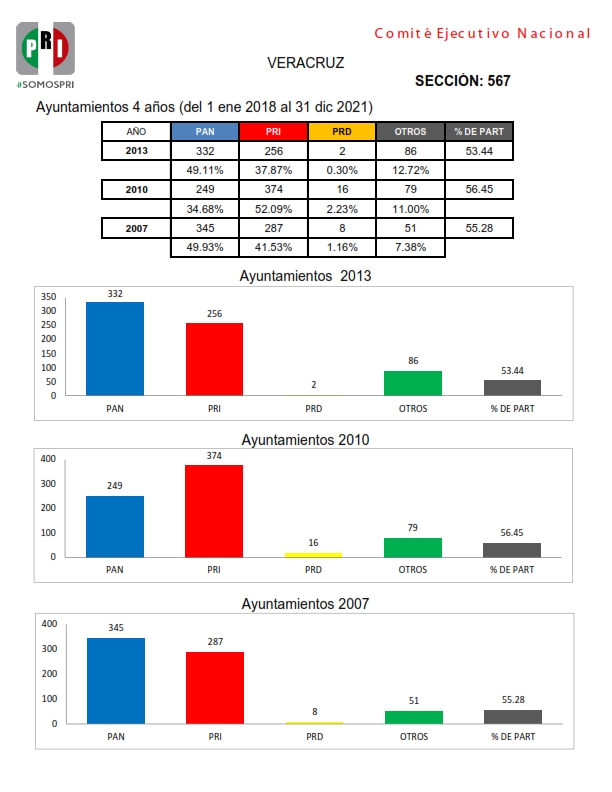 Comité Ejecutivo Nacional
PRI
#SOMOSPRI
VERACRUZ
SECCIÓN: 567
Ayuntamientos 4 años (del 1 ene 2018 al 31 dic 2021)
AÑO PAN PRI PRD OTROS % DE PART
2013 332 256 2 86 53.44
49.11% 37.87% 0.30% 12.72%
2010 249 374 16 79 56.45
34.68% 52.09% 2.23% 11.00%
2007 345 287 8 51 55.28
49.93% 41.53% 1.16% 7.38%
Ayuntamientos 2013
350
300
250
200
150
100
50
0
332
256
2
86
53.44
PAN PRI PRD OTROS % DE PART
Ayuntamientos 2010
400
300
200
100
0
249
374
16
79
56.45
PAN PRI PRD OTROS % DE PART
Ayuntamientos 2007
400
300
200
100
0
345
287
8
51
55.28
PAN PRI PRD OTROS % DE PART